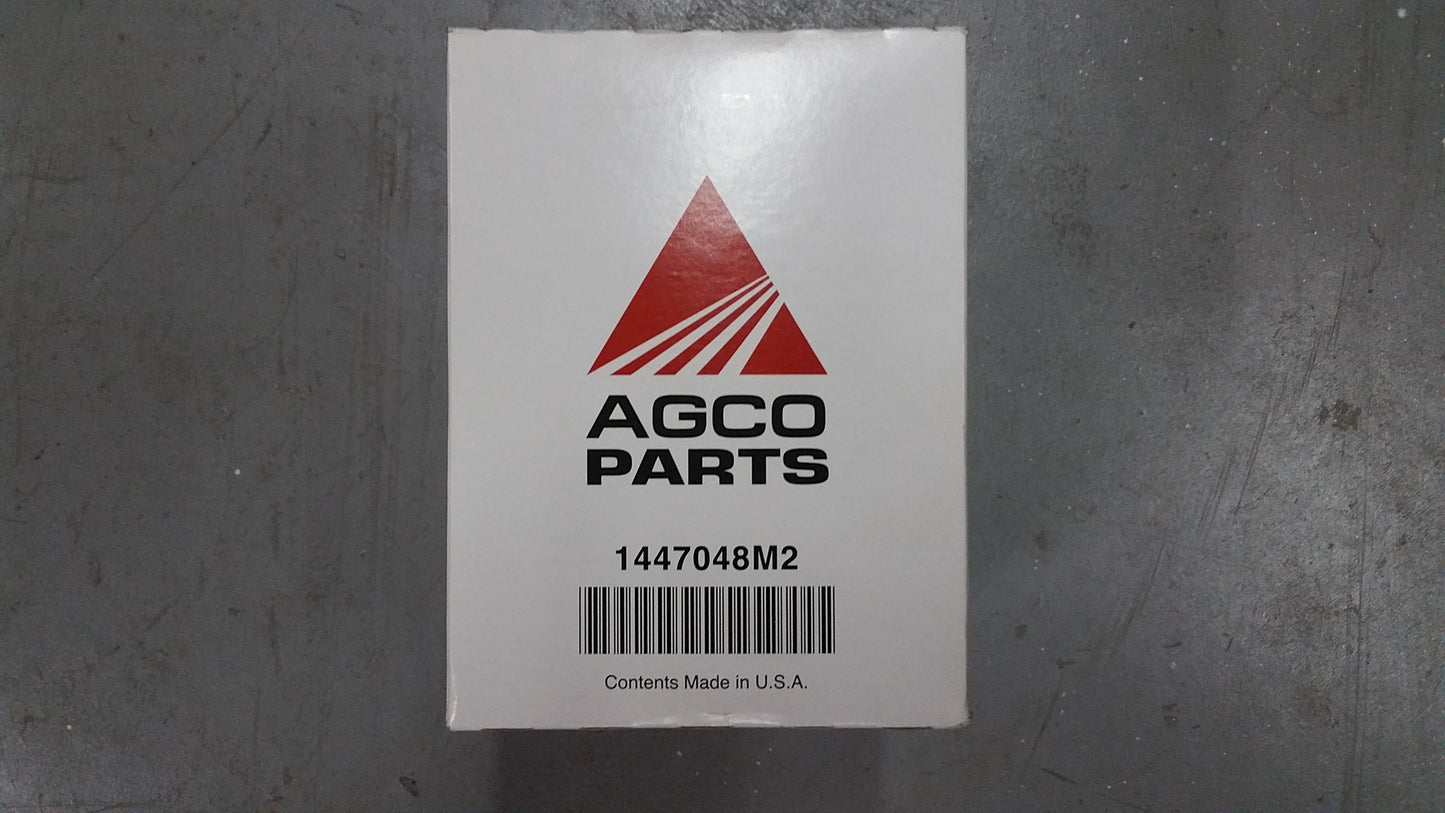 AGCO
PARTS
1447048M2
Contents Made in U.S.A.